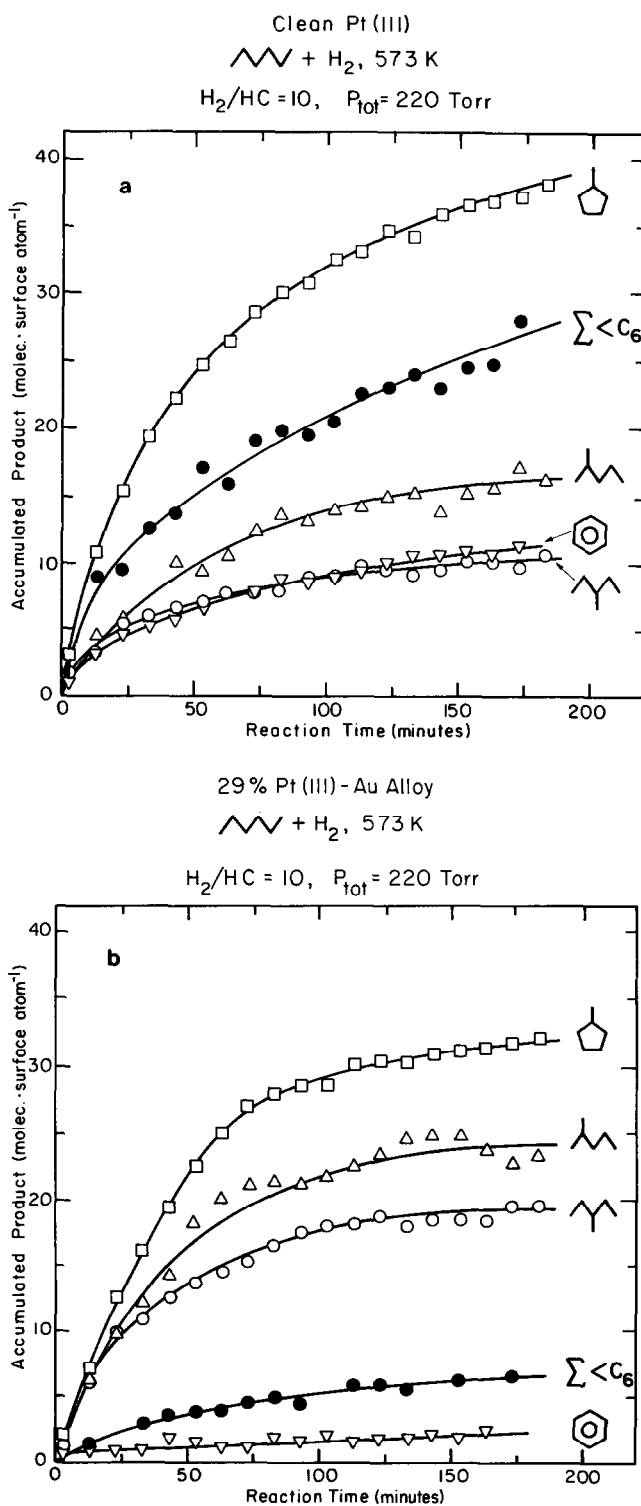 Clean Pt (III)
+ H₂, 573 K
H₂/HC = 10, Pₜₒₜ = 220 Torr
a
Accumulated Product (molec.·surface atom⁻¹)
40
30
20
10
0
Σ < C₆
0 50 100 150 200
Reaction Time (minutes)
29% Pt (III) - Au Alloy
+ H₂, 573 K
H₂/HC = 10, Pₜₒₜ = 220 Torr
b
Accumulated Product (molec.·surface atom⁻¹)
40
30
20
10
0
Σ < C₆
0 50 100 150 200
Reaction Time (minutes)